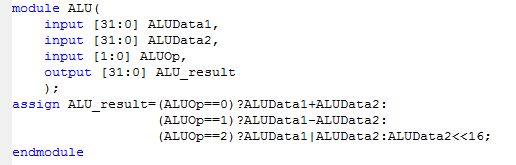 module ALU(
    input [31:0] ALUData1,
    input [31:0] ALUData2,
    input [1:0] ALUOp,
    output [31:0] ALU_result
    );
assign ALU_result=(ALUOp==0)?ALUData1+ALUData2:
                  (ALUOp==1)?ALUData1-ALUData2:
                  (ALUOp==2)?ALUData1|ALUData2:ALUData2<<16;
endmodule